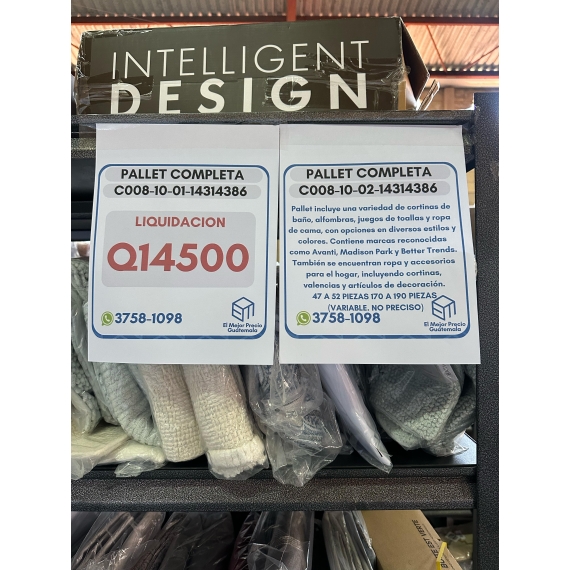 INTELLIGENT
DESIGN
PALLET COMPLETA
C008-10-01-14314386
LIQUIDACION
Q14500
3758-1098
El Mejor Precio
Guatemala
PALLET COMPLETA
C008-10-02-14314386
Pallet incluye una variedad de cortinas de
baño, alfombras, juegos de toallas y ropa
de cama, con opciones en diversos estilos y
colores. Contiene marcas reconocidas
como Avanti, Madison Park y Better Trends.
También se encuentran ropa y accesorios
para el hogar, incluyendo cortinas,
valencias y artículos de decoración.
47 A 52 PIEZAS 170 A 190 PIEZAS
(VARIABLE. NO PRECISO)
3758-1098
El Mejor Precio
Guatemala
EST VERTE